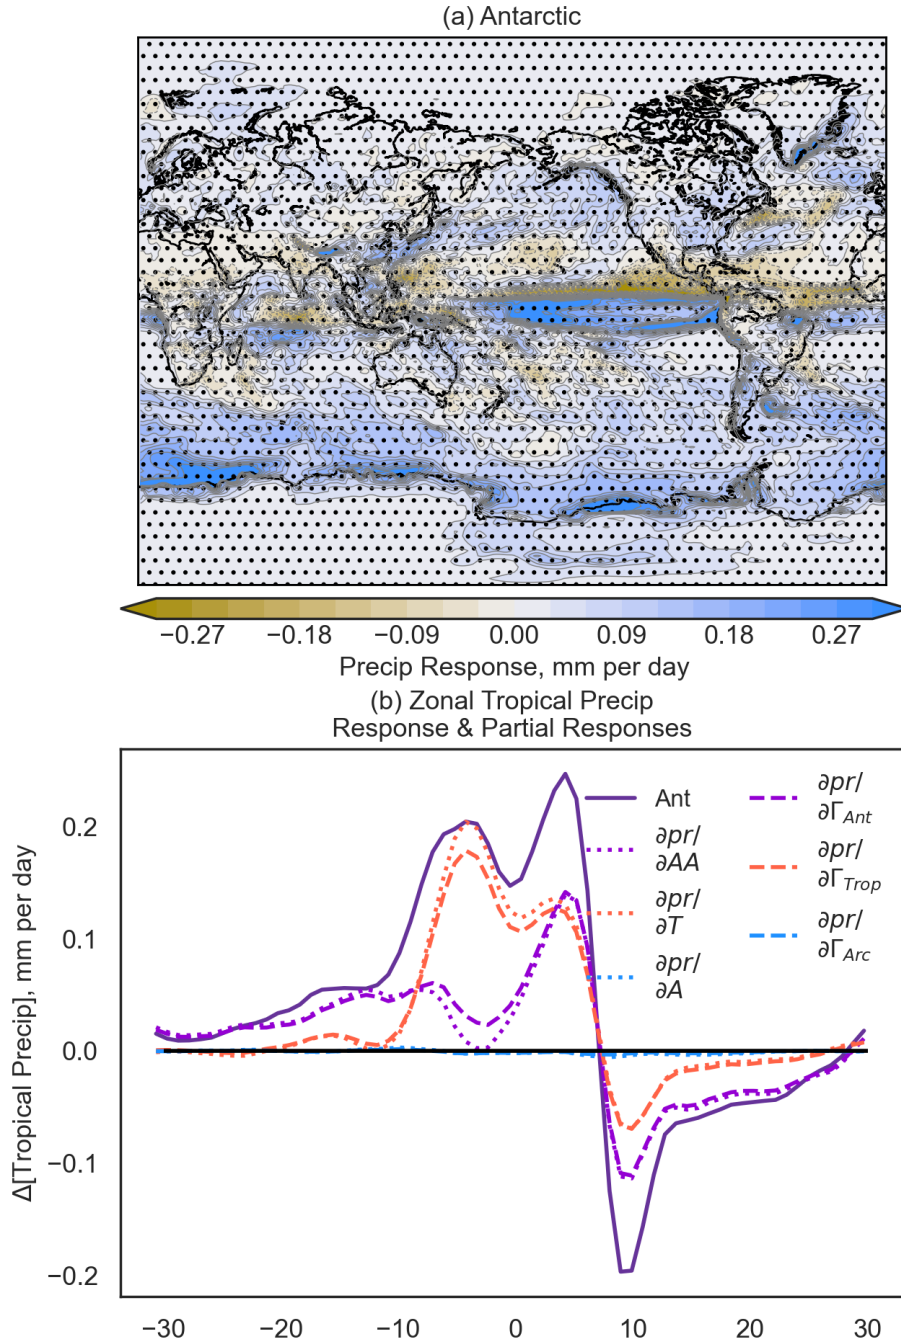 (a) Antarctic
−0.27 −0.18 −0.09 0.00 0.09 0.18 0.27
Precip Response, mm per day
(b) Zonal Tropical Precip
Response & Partial Responses
Δ[Tropical Precip], mm per day
0.2
0.1
0.0
−0.1
−0.2
Ant
∂pr/
∂AA
∂pr/
∂T
∂pr/
∂A
∂pr/
∂Γ_Ant
∂pr/
∂Γ_Trop
∂pr/
∂Γ_Arc
−30 −20 −10 0 10 20 30